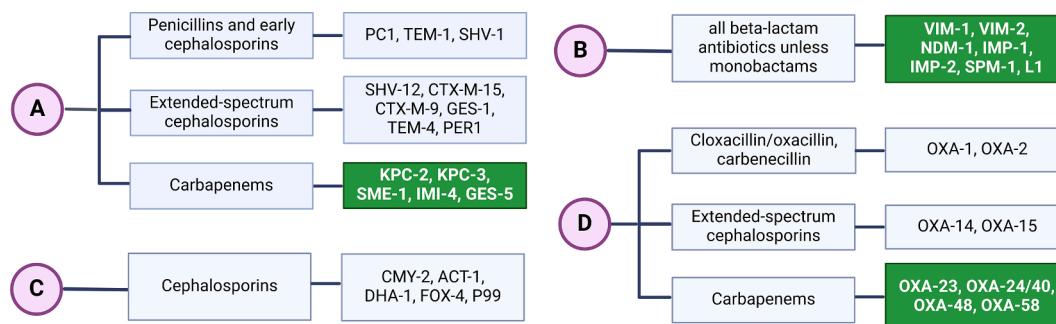 A
Penicillins and early
cephalosporins
PC1, TEM-1, SHV-1
Extended-spectrum
cephalosporins
SHV-12, CTX-M-15,
CTX-M-9, GES-1,
TEM-4, PER1
Carbapenems
KPC-2, KPC-3,
SME-1, IMI-4, GES-5
C
Cephalosporins
CMY-2, ACT-1,
DHA-1, FOX-4, P99
B
all beta-lactam
antibiotics unless
monobactams
VIM-1, VIM-2,
NDM-1, IMP-1,
IMP-2, SPM-1, L1
D
Cloxacillin/oxacillin,
carbenecillin
OXA-1, OXA-2
Extended-spectrum
cephalosporins
OXA-14, OXA-15
Carbapenems
OXA-23, OXA-24/40,
OXA-48, OXA-58